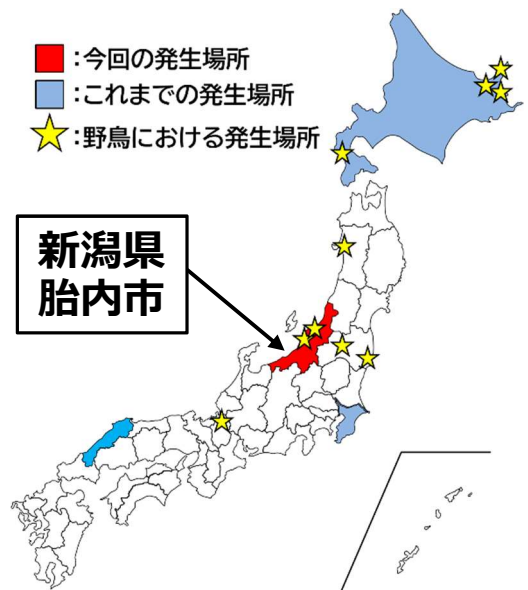 ：今回の発生場所
：これまでの発生場所
：野鳥における発生場所
新潟県
胎内市